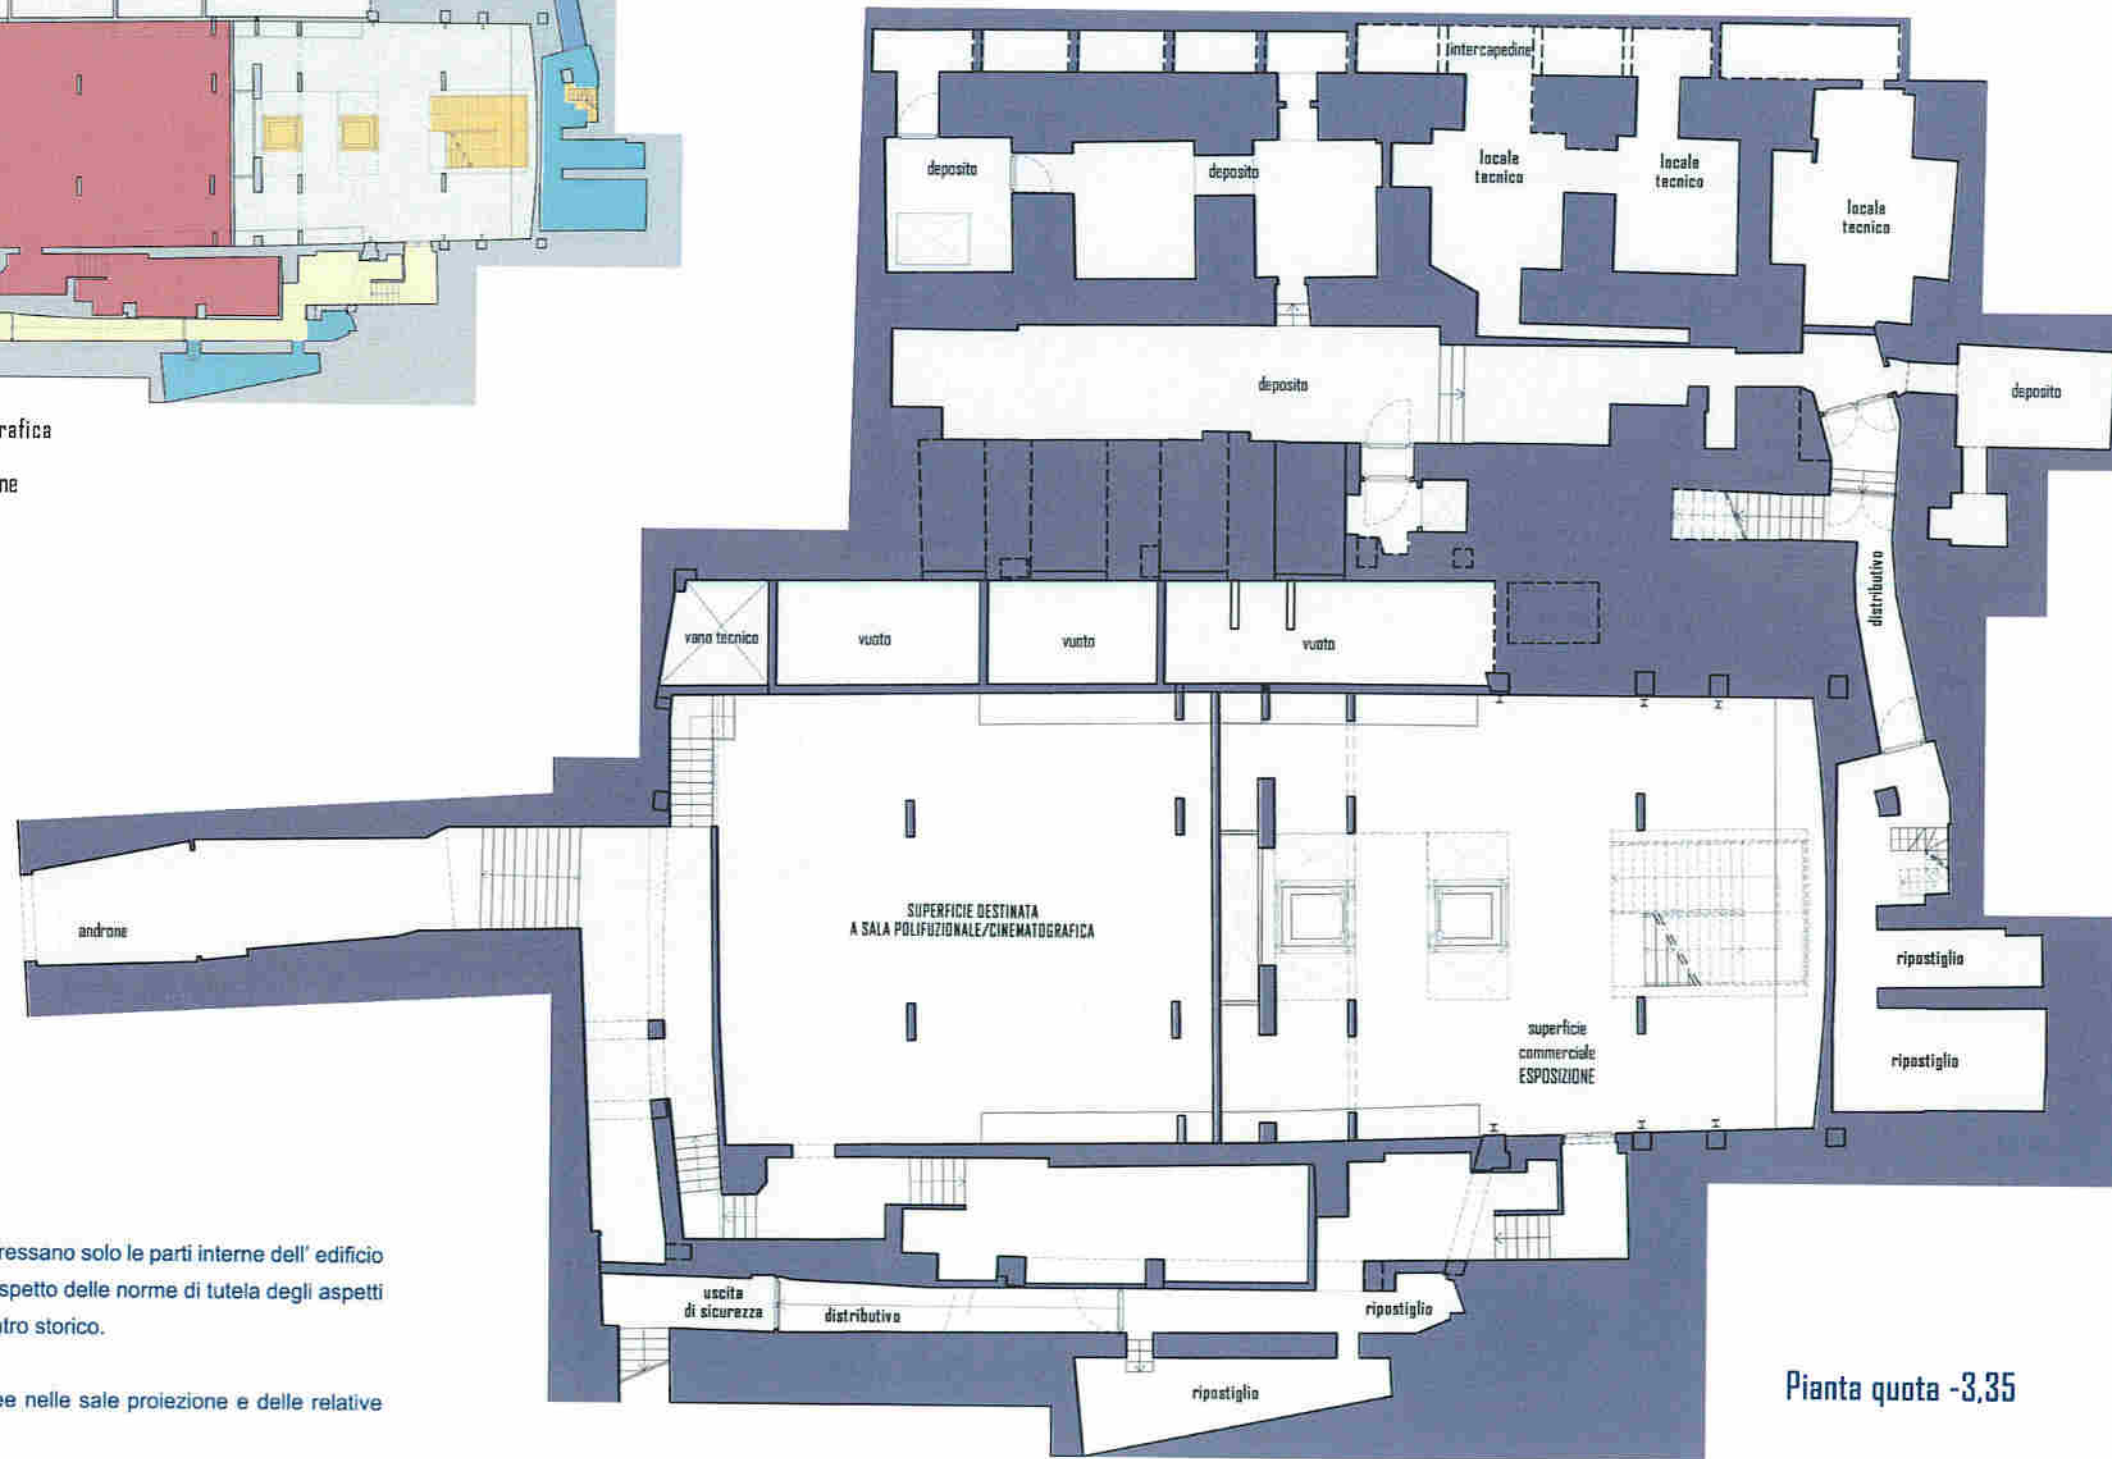 intercapedine
deposito
deposito
locale
tecnico
locale
tecnico
locale
tecnico
deposito
deposito
rafica
ne
distributivo
vano tecnico
vuoto
vuoto
vuoto
androne
SUPERFICIE DESTINATA
A SALA POLIFUZIONALE/CINEMATOGRAFICA
superficie
commerciale
ESPOSIZIONE
ripostiglio
ripostiglio
ressano solo le parti interne dell' edificio
spetto delle norme di tutela degli aspetti
ntro storico.
ee nelle sale proiezione e delle relative
uscita
di sicurezza
distributivo
ripostiglio
ripostiglio
Pianta quota -3,35